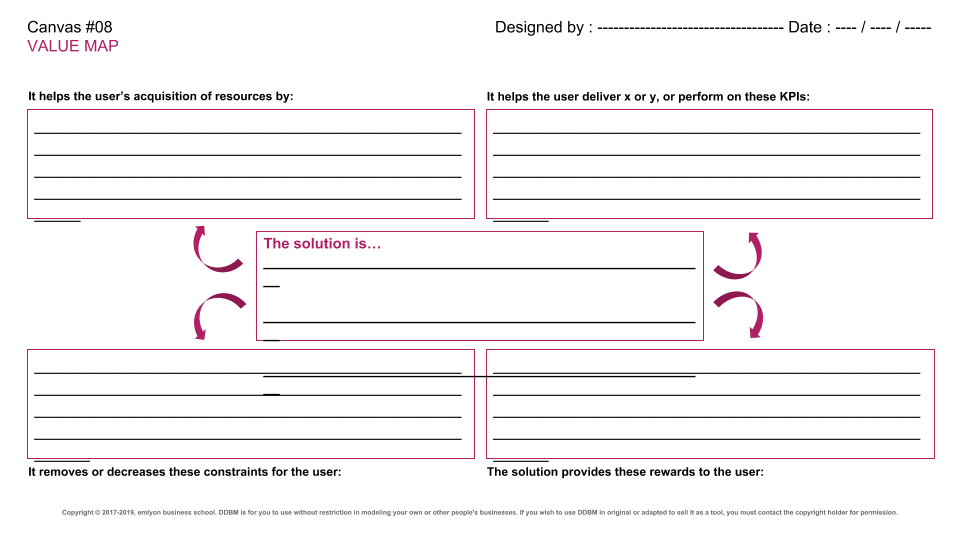 Canvas #08
VALUE MAP
Designed by : ----------------------------------- Date : ---- / ---- / -----
It helps the user’s acquisition of resources by:
It helps the user deliver x or y, or perform on these KPIs:
The solution is…
It removes or decreases these constraints for the user:
The solution provides these rewards to the user:
Copyright © 2017-2019, emlyon business school. DDBM is for you to use without restriction in modeling your own or other people's businesses. If you wish to use DDBM in original or adapted to sell it as a tool, you must contact the copyright holder for permission.